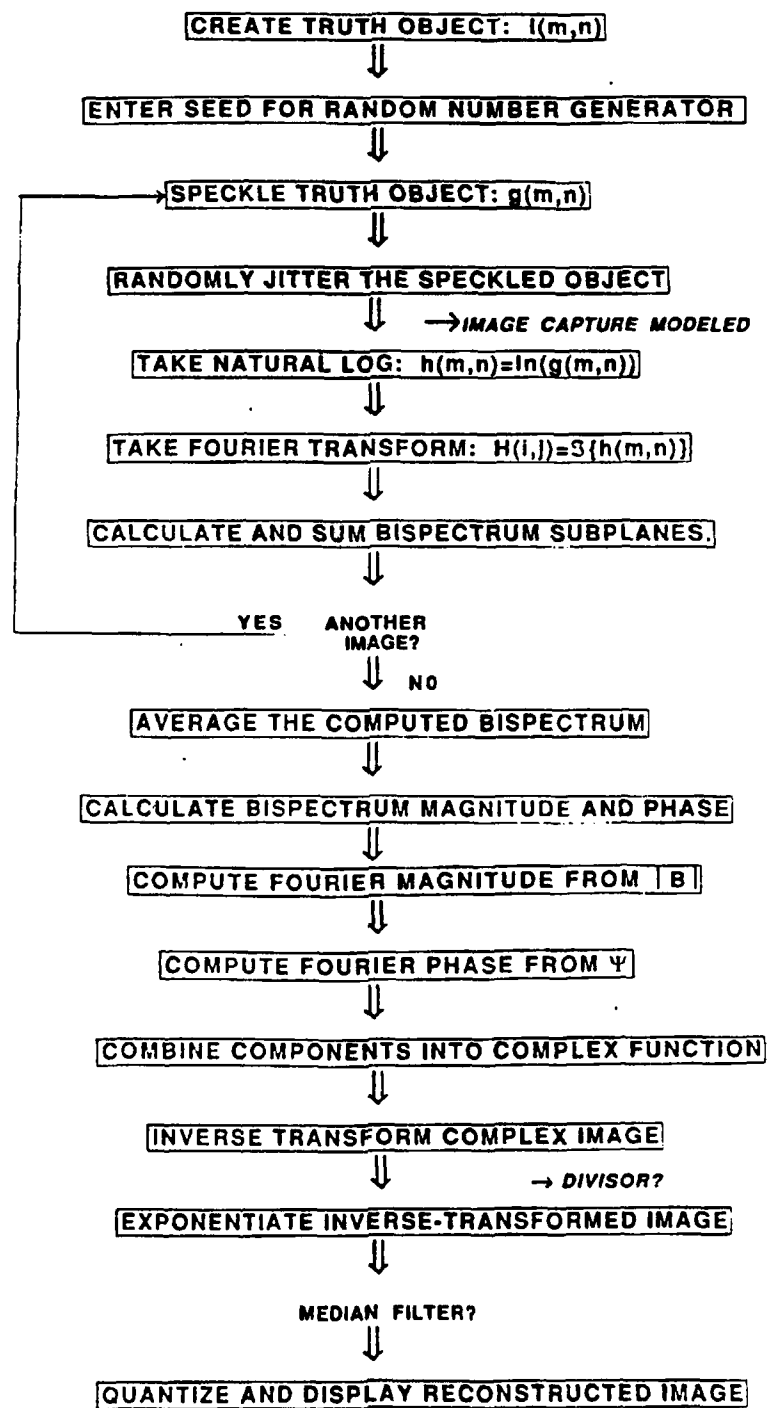 CREATE TRUTH OBJECT: i(m,n)
ENTER SEED FOR RANDOM NUMBER GENERATOR
SPECKLE TRUTH OBJECT: g(m,n)
RANDOMLY JITTER THE SPECKLED OBJECT
→IMAGE CAPTURE MODELED
TAKE NATURAL LOG: h(m,n)=ln(g(m,n))
TAKE FOURIER TRANSFORM: H(i,j)=ℑ{h(m,n)}
CALCULATE AND SUM BISPECTRUM SUBPLANES.
YES ANOTHER
IMAGE?
NO
AVERAGE THE COMPUTED BISPECTRUM
CALCULATE BISPECTRUM MAGNITUDE AND PHASE
COMPUTE FOURIER MAGNITUDE FROM |B|
COMPUTE FOURIER PHASE FROM Ψ
COMBINE COMPONENTS INTO COMPLEX FUNCTION
INVERSE TRANSFORM COMPLEX IMAGE
→ DIVISOR?
EXPONENTIATE INVERSE-TRANSFORMED IMAGE
MEDIAN FILTER?
QUANTIZE AND DISPLAY RECONSTRUCTED IMAGE